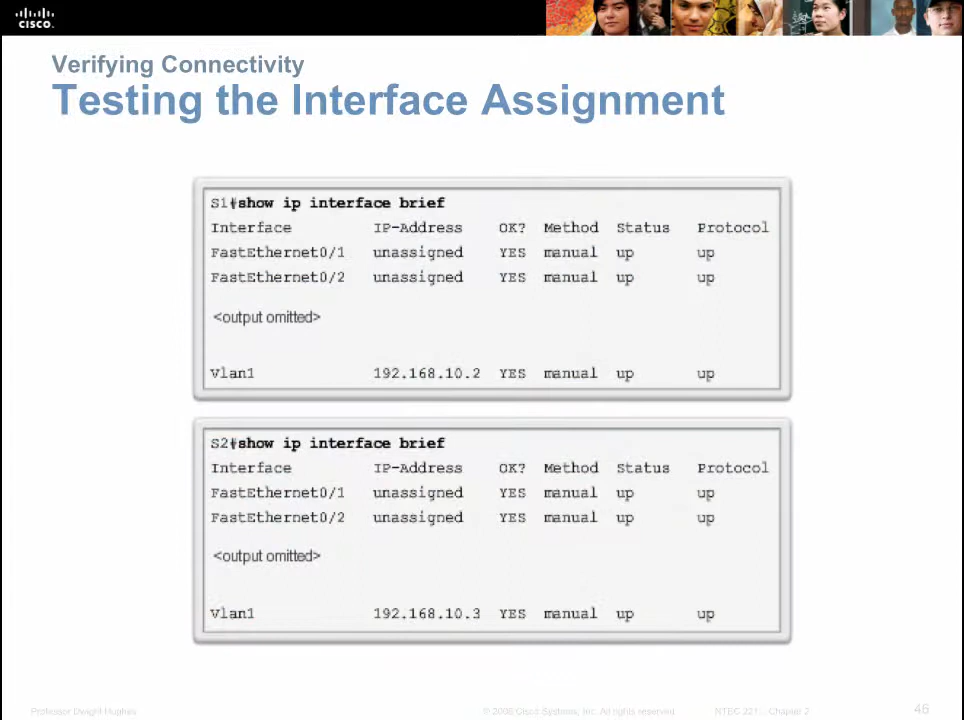 CISCO
Verifying Connectivity
Testing the Interface Assignment
S1#show ip interface brief
Interface IP-Address OK? Method Status Protocol
FastEthernet0/1 unassigned YES manual up up
FastEthernet0/2 unassigned YES manual up up
<output omitted>
Vlan1 192.168.10.2 YES manual up up
S2#show ip interface brief
Interface IP-Address OK? Method Status Protocol
FastEthernet0/1 unassigned YES manual up up
FastEthernet0/2 unassigned YES manual up up
<output omitted>
Vlan1 192.168.10.3 YES manual up up
Professor Dwight Hughes © 2008 Cisco Systems, Inc. All rights reserved. NTEC 221 Chapter 2 46